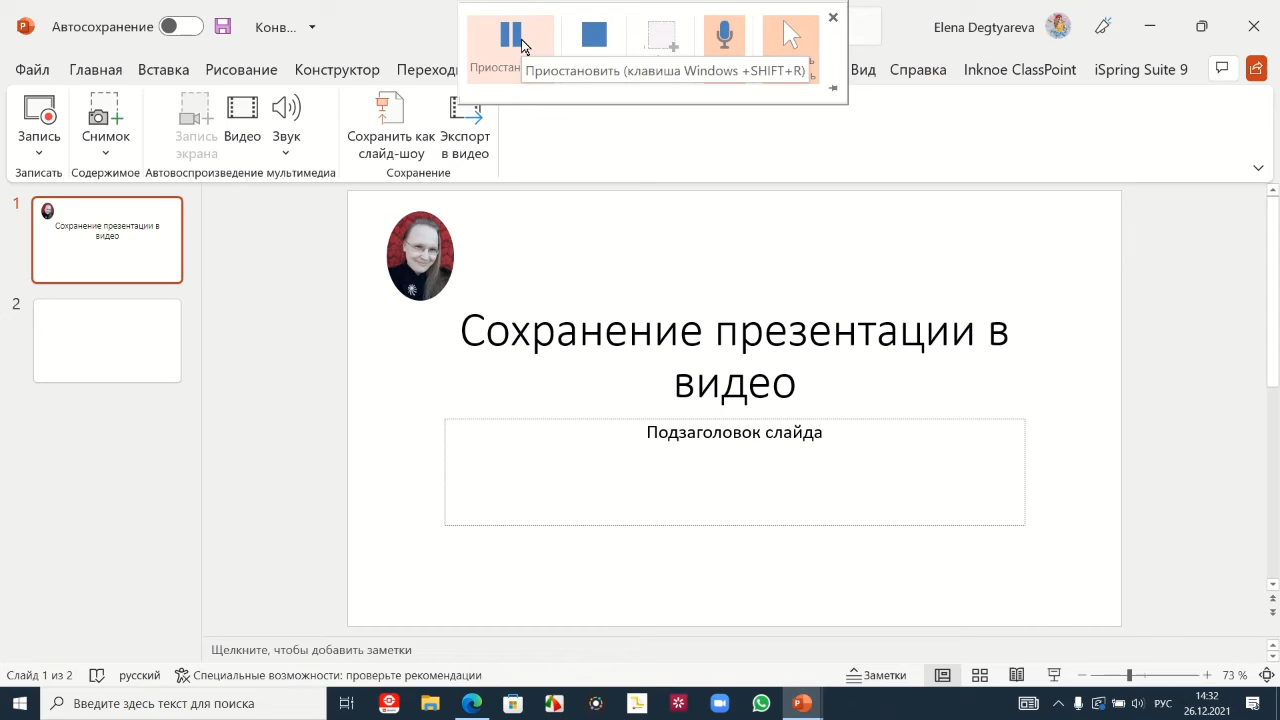 Автосохранение
Конв...
Elena Degtyareva
Приостан
Приостановить (клавиша Windows +SHIFT+R)
Файл
Главная
Вставка
Рисование
Конструктор
Переход
Вид
Справка
Inknoe ClassPoint
iSpring Suite 9
Запись
Снимок
Запись
экрана
Видео
Звук
Сохранить как
слайд-шоу
Экспорт
в видео
Записать
Содержимое
Автовоспроизведение мультимедиа
Сохранение
1
Сохранение презентации в
видео
2
Сохранение презентации в
видео
Подзаголовок слайда
Щелкните, чтобы добавить заметки
Слайд 1 из 2
русский
Специальные возможности: проверьте рекомендации
Заметки
73 %
Введите здесь текст для поиска
РУС
14:32
26.12.2021